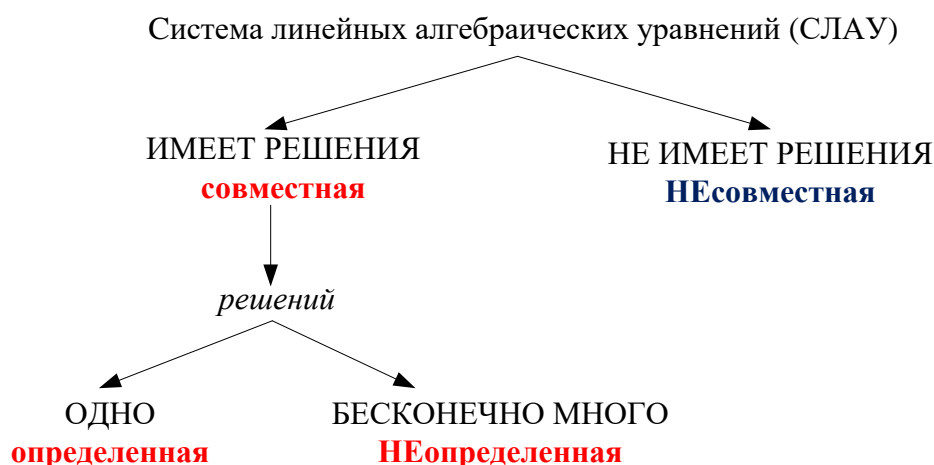 Система линейных алгебраических уравнений (СЛАУ)
ИМЕЕТ РЕШЕНИЯ
совместная
НЕ ИМЕЕТ РЕШЕНИЯ
НЕсовместная
решений
ОДНО
определенная
БЕСКОНЕЧНО МНОГО
НЕопределенная